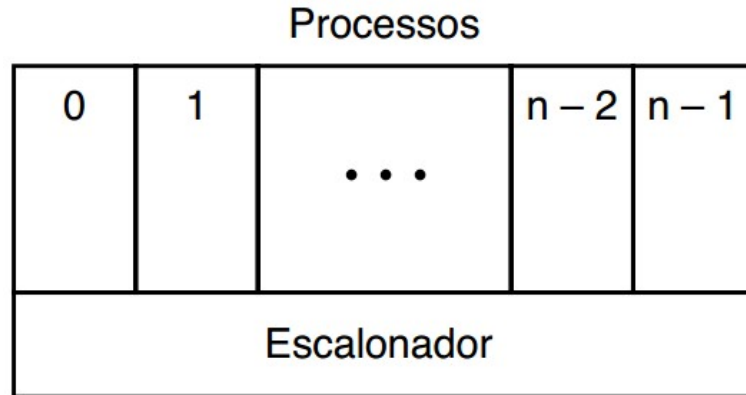 Processos
0 1 • • • n – 2 n – 1
Escalonador